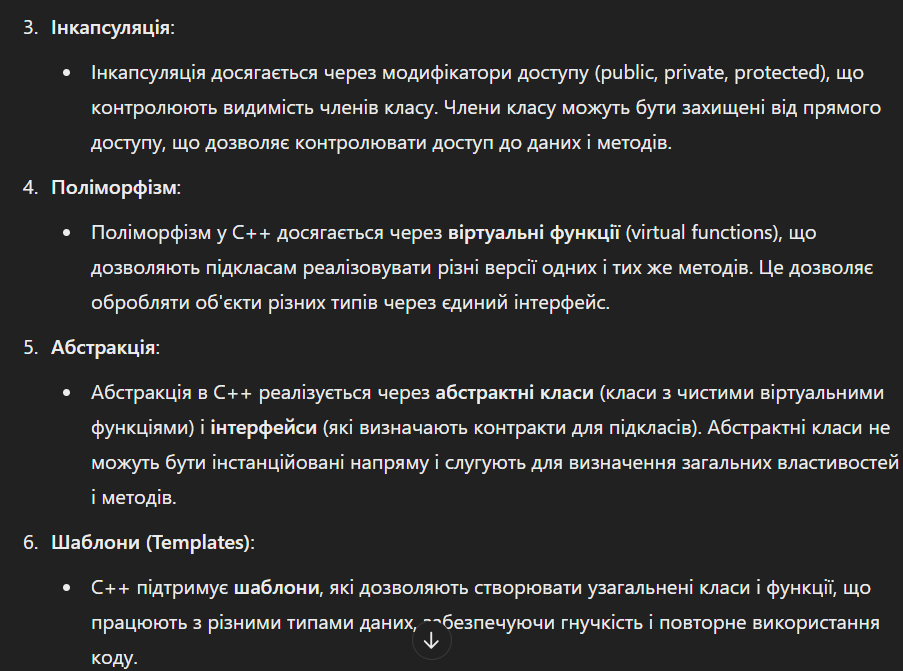 3. Інкапсуляція:
• Інкапсуляція досягається через модифікатори доступу (public, private, protected), що
контролюють видимість членів класу. Члени класу можуть бути захищені від прямого
доступу, що дозволяє контролювати доступ до даних і методів.
4. Поліморфізм:
• Поліморфізм у C++ досягається через віртуальні функції (virtual functions), що
дозволяють підкласам реалізовувати різні версії одних і тих же методів. Це дозволяє
обробляти об'єкти різних типів через єдиний інтерфейс.
5. Абстракція:
• Абстракція в C++ реалізується через абстрактні класи (класи з чистими віртуальними
функціями) і інтерфейси (які визначають контракти для підкласів). Абстрактні класи не
можуть бути інстанційовані напряму і слугують для визначення загальних властивостей
і методів.
6. Шаблони (Templates):
• C++ підтримує шаблони, які дозволяють створювати узагальнені класи і функції, що
працюють з різними типами даних, забезпечуючи гнучкість і повторне використання
коду.